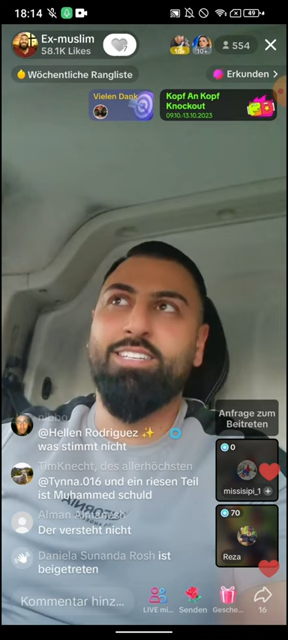 18:14
49
Ex-muslim
58.1K Likes
10+
554
Wöchentliche Rangliste
Erkunden >
Vielen Dank
Kopf An Kopf
Knockout
09.10-13.10.2023
@Hellen Rodriguez
was stimmt nicht
Anfrage zum
Beitreten
0
TimKnecht, des allerhöchsten
@Tynna.016 und ein riesen Teil
ist Muhammed schuld
missisipi_1 +
Der versteht nicht
70
Reza
Daniela Sunanda Rosh ist
beigetreten
Kommentar hinz...
LIVE mi...
Senden
Gesche...
16